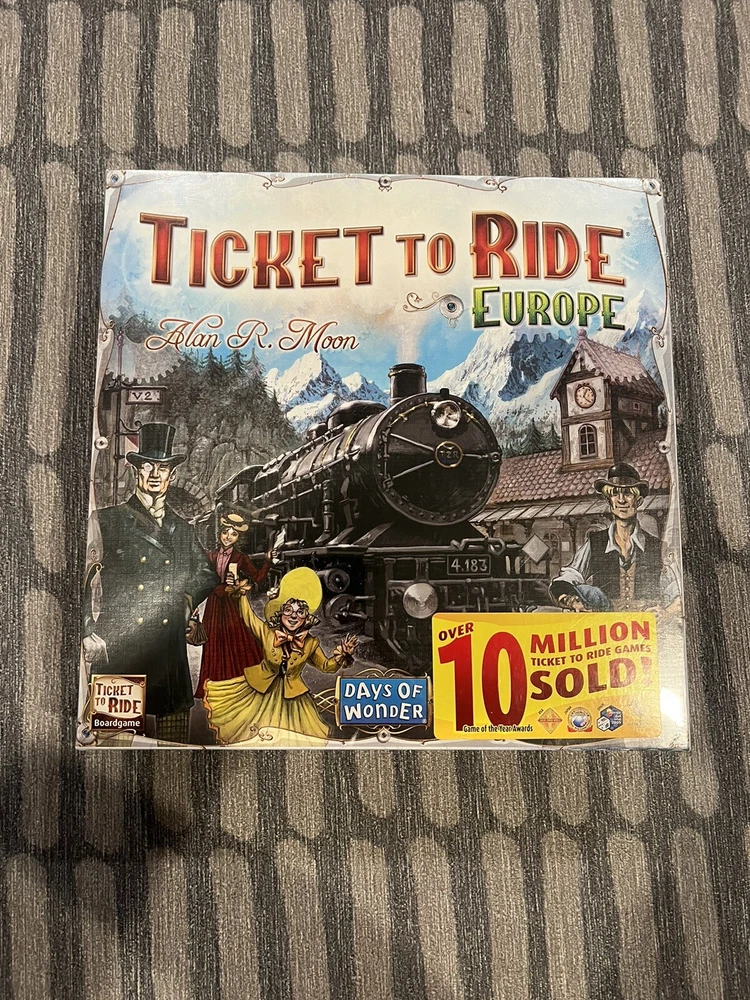 TICKET TO RIDE
EUROPE
Alan R. Moon
V2
4.183
TICKET
TO RIDE
Boardgame
DAYS OF
WONDER
OVER
10 MILLION
TICKET TO RIDE GAMES
SOLD!
Game of the Year Awards